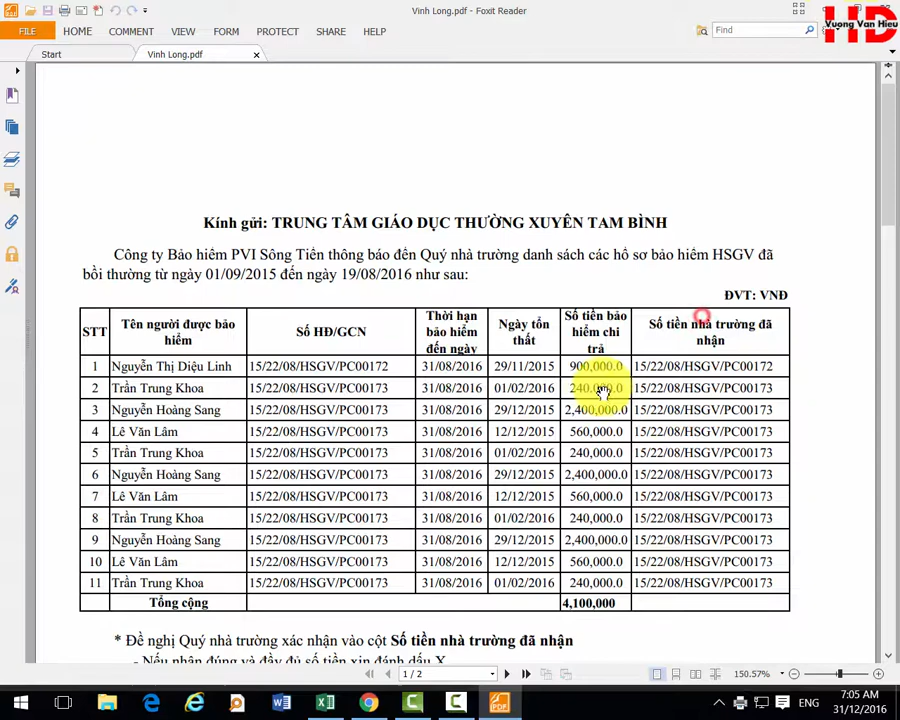 Vinh Long.pdf - Foxit Reader
HD
Vuong Van Hieu
FILE HOME COMMENT VIEW FORM PROTECT SHARE HELP
Find
Start Vinh Long.pdf
Kính gửi: TRUNG TÂM GIÁO DỤC THƯỜNG XUYÊN TAM BÌNH
Công ty Bảo hiểm PVI Sông Tiền thông báo đến Quý nhà trường danh sách các hồ sơ bảo hiểm HSGV đã
bồi thường từ ngày 01/09/2015 đến ngày 19/08/2016 như sau:
ĐVT: VNĐ
STT
Tên người được bảo
hiểm
Số HĐ/GCN
Thời hạn
bảo hiểm
đến ngày
Ngày tổn
thất
Số tiền bảo
hiểm chi
trả
Số tiền nhà trường đã
nhận
1 Nguyễn Thị Diệu Linh 15/22/08/HSGV/PC00172 31/08/2016 29/11/2015 900,000.0 15/22/08/HSGV/PC00172
2 Trần Trung Khoa 15/22/08/HSGV/PC00173 31/08/2016 01/02/2016 240,000.0 15/22/08/HSGV/PC00173
3 Nguyễn Hoàng Sang 15/22/08/HSGV/PC00173 31/08/2016 29/12/2015 2,400,000.0 15/22/08/HSGV/PC00173
4 Lê Văn Lâm 15/22/08/HSGV/PC00173 31/08/2016 12/12/2015 560,000.0 15/22/08/HSGV/PC00173
5 Trần Trung Khoa 15/22/08/HSGV/PC00173 31/08/2016 01/02/2016 240,000.0 15/22/08/HSGV/PC00173
6 Nguyễn Hoàng Sang 15/22/08/HSGV/PC00173 31/08/2016 29/12/2015 2,400,000.0 15/22/08/HSGV/PC00173
7 Lê Văn Lâm 15/22/08/HSGV/PC00173 31/08/2016 12/12/2015 560,000.0 15/22/08/HSGV/PC00173
8 Trần Trung Khoa 15/22/08/HSGV/PC00173 31/08/2016 01/02/2016 240,000.0 15/22/08/HSGV/PC00173
9 Nguyễn Hoàng Sang 15/22/08/HSGV/PC00173 31/08/2016 29/12/2015 2,400,000.0 15/22/08/HSGV/PC00173
10 Lê Văn Lâm 15/22/08/HSGV/PC00173 31/08/2016 12/12/2015 560,000.0 15/22/08/HSGV/PC00173
11 Trần Trung Khoa 15/22/08/HSGV/PC00173 31/08/2016 01/02/2016 240,000.0 15/22/08/HSGV/PC00173
Tổng cộng 4,100,000
* Đề nghị Quý nhà trường xác nhận vào cột Số tiền nhà trường đã nhận
- Nếu nhận đúng và đầy đủ số tiền xin đánh dấu X
1 / 2 150.57%
ENG
7:05 AM
31/12/2016